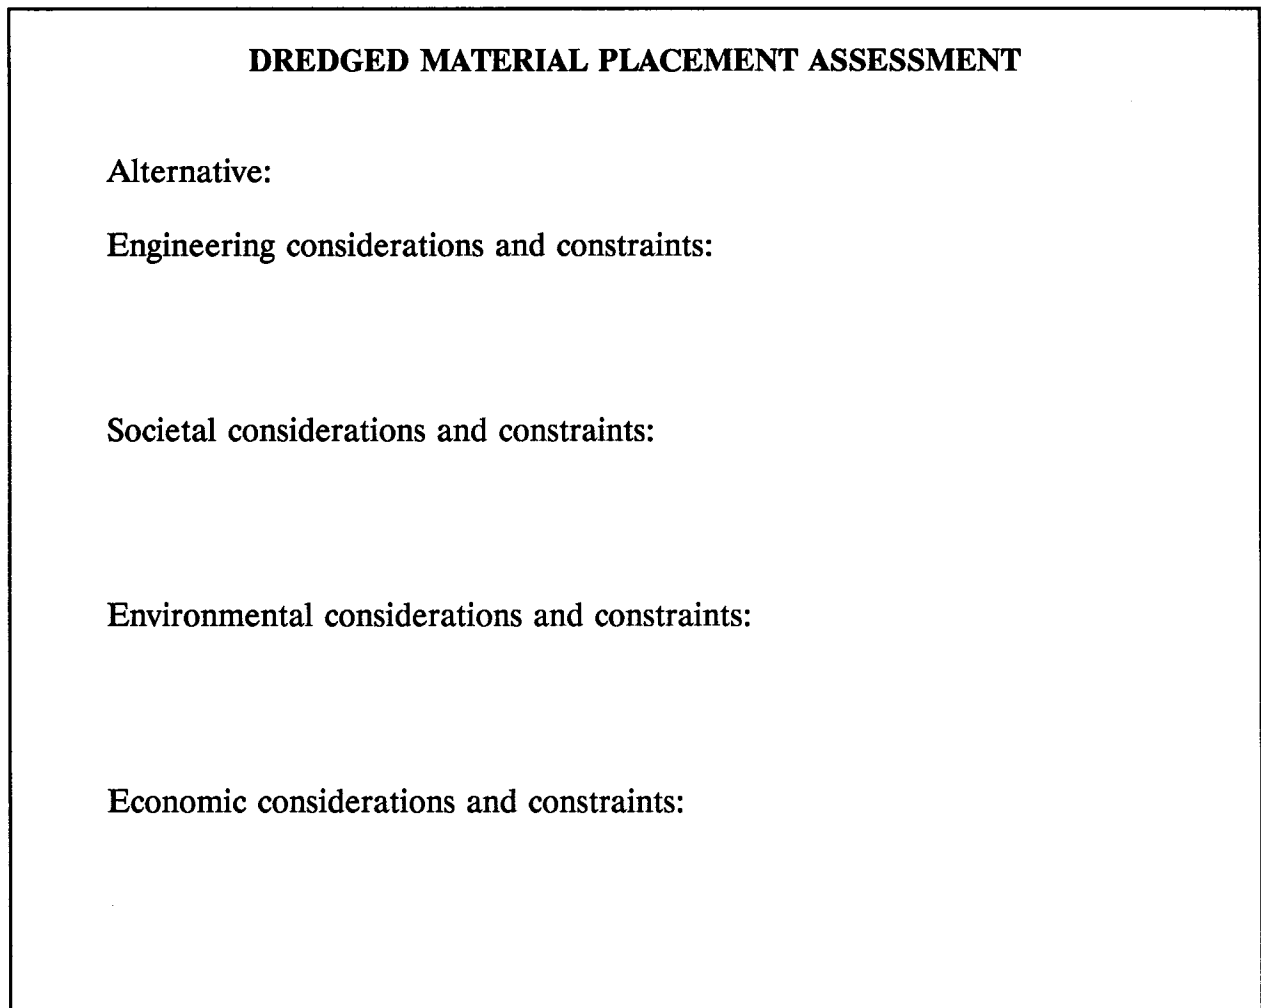 DREDGED MATERIAL PLACEMENT ASSESSMENT
Alternative:
Engineering considerations and constraints:
Societal considerations and constraints:
Environmental considerations and constraints:
Economic considerations and constraints: